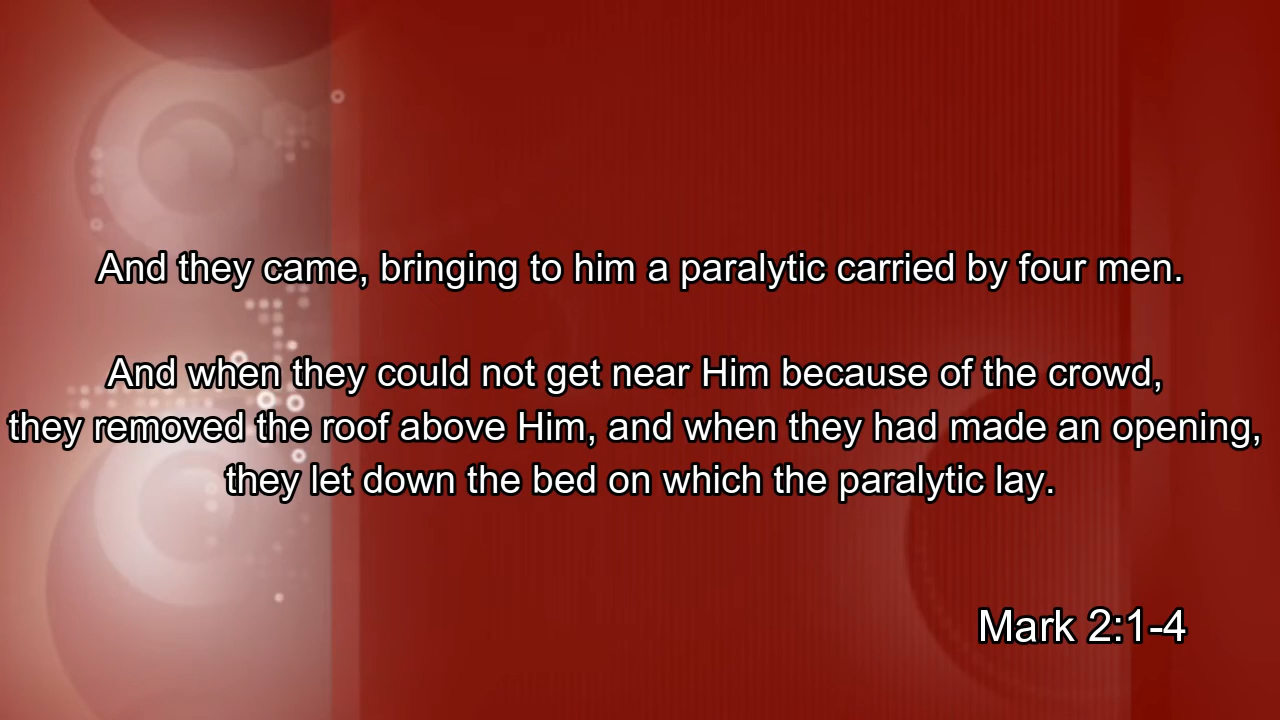 And they came, bringing to him a paralytic carried by four men.
And when they could not get near Him because of the crowd,
they removed the roof above Him, and when they had made an opening,
they let down the bed on which the paralytic lay.
Mark 2:1-4